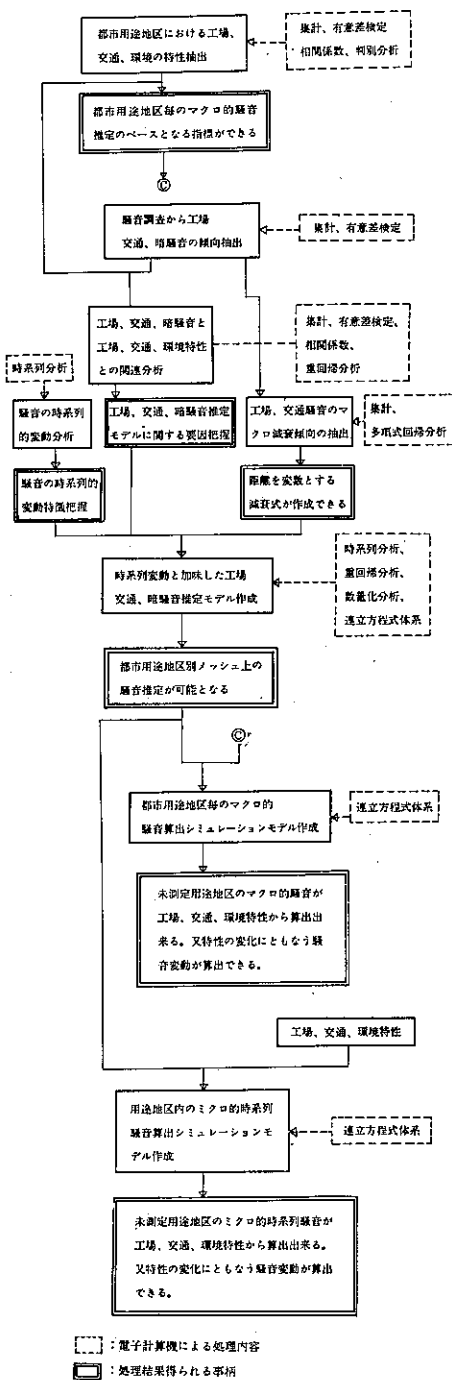 都市用途地区における工場、
交通、環境の特性抽出
集計、有意差検定
相関係数、判別分析
都市用途地区毎のマクロ的騒音
推定のベースとなる指標ができる
Ⓒ
騒音調査から工場
交通、暗騒音の傾向抽出
集計、有意差検定
工場、交通、暗騒音と
工場、交通、環境特性
との関連分析
集計、有意差検定、
相関係数、
重回帰分析
時系列分析
騒音の時系列
的変動分析
工場、交通、暗騒音推定
モデルに関する要因把握
工場、交通騒音のマ
クロ減衰傾向の抽出
集計、
多項式回帰分析
騒音の時系列的
変動特徴把握
距離を変数とする
減衰式が作成できる
時系列変動と加味した工場
交通、暗騒音推定モデル作成
時系列分析、
重回帰分析、
数量化分析、
連立方程式体系
都市用途地区別メッシュ上の
騒音推定が可能となる
Ⓒ
都市用途地区毎のマクロ的
騒音算出シミュレーションモデル作成
連立方程式体系
未測定用途地区のマクロ的騒音が
工場、交通、環境特性から算出出
来る。又特性の変化にともなう騒
音変動が算出できる。
工場、交通、環境特性
用途地区内のミクロ的時系列
騒音算出シミュレーションモ
デル作成
連立方程式体系
未測定用途地区のミクロ的時系列騒音が
工場、交通、環境特性から算出出来る。
又特性の変化にともなう騒音変動が算出
できる。
:電子計算機による処理内容
:処理結果得られる事柄